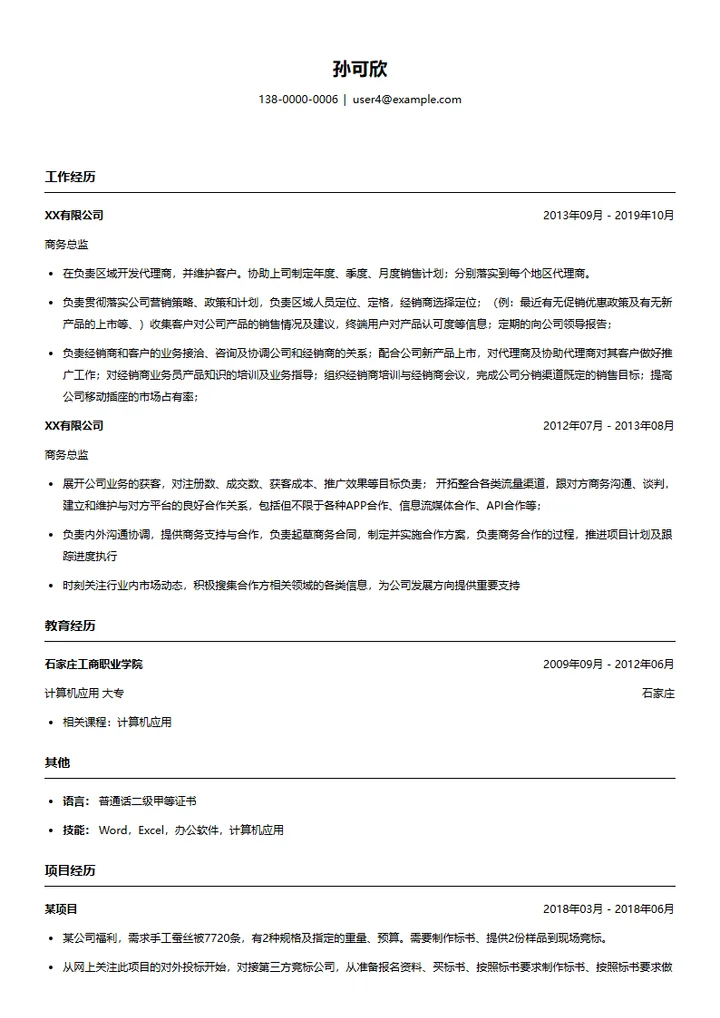 孙可欣
138-0000-0006 | user4@example.com
工作经历
XX有限公司 2013年09月 - 2019年10月
商务总监
• 在负责区域开发代理商，并维护客户。协助上司制定年度、季度、月度销售计划；分别落实到每个地区代理商。
• 负责贯彻落实公司营销策略、政策和计划，负责区域人员定位、定格，经销商选择定位；（例：最近有无促销优惠政策及有无新
产品的上市等、）收集客户对公司产品的销售情况及建议，终端用户对产品认可度等信息；定期的向公司领导报告；
• 负责经销商和客户的业务接洽、咨询及协调公司和经销商的关系；配合公司新产品上市，对代理商及协助代理商对其客户做好推
广工作；对经销商业务员产品知识的培训及业务指导；组织经销商培训与经销商会议，完成公司分销渠道既定的销售目标；提高
公司移动插座的市场占有率；
XX有限公司 2012年07月 - 2013年08月
商务总监
• 展开公司业务的获客，对注册数、成交数、获客成本、推广效果等目标负责； 开拓整合各类流量渠道，跟对方商务沟通、谈判，
建立和维护与对方平台的良好合作关系，包括但不限于各种APP合作、信息流媒体合作、API合作等；
• 负责内外沟通协调，提供商务支持与合作，负责起草商务合同，制定并实施合作方案，负责商务合作的过程，推进项目计划及跟
踪进度执行
• 时刻关注行业内市场动态，积极搜集合作方相关领域的各类信息，为公司发展方向提供重要支持
教育经历
石家庄工商职业学院 2009年09月 - 2012年06月
计算机应用 大专 石家庄
• 相关课程：计算机应用
其他
• 语言： 普通话二级甲等证书
• 技能： Word，Excel，办公软件，计算机应用
项目经历
某项目 2018年03月 - 2018年06月
• 某公司福利，需求手工蚕丝被7720条，有2种规格及指定的重量、预算。需要制作标书、提供2份样品到现场竞标。
• 从网上关注此项目的对外投标开始，对接第三方竞标公司，从准备报名资料、买标书、按照标书要求制作标书、按照标书要求做